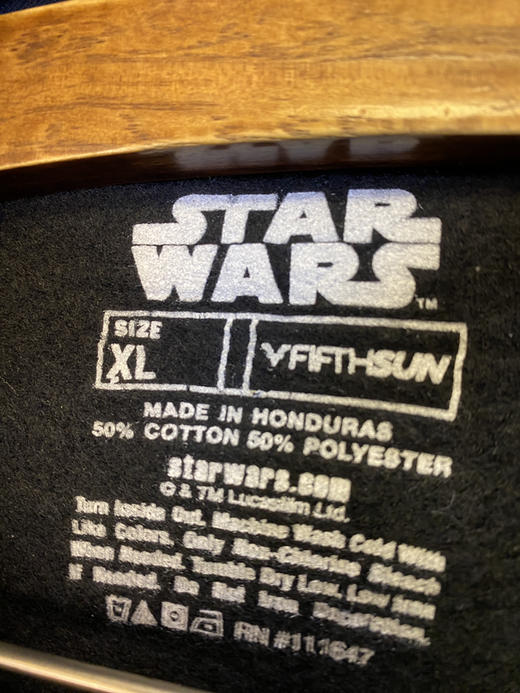 STAR
WARS
TM
SIZE
XL
FIFTHSUN
MADE IN HONDURAS
50% COTTON 50% POLYESTER
starwars.com
© & TM Lucasfilm Ltd.
Turn Inside Out. Machine Wash Cold With
Like Colors. Only Non-Chlorine Bleach
When Needed. Tumble Dry Low. Low Iron
If Needed. Do Not Iron Decoration.
RN #111647